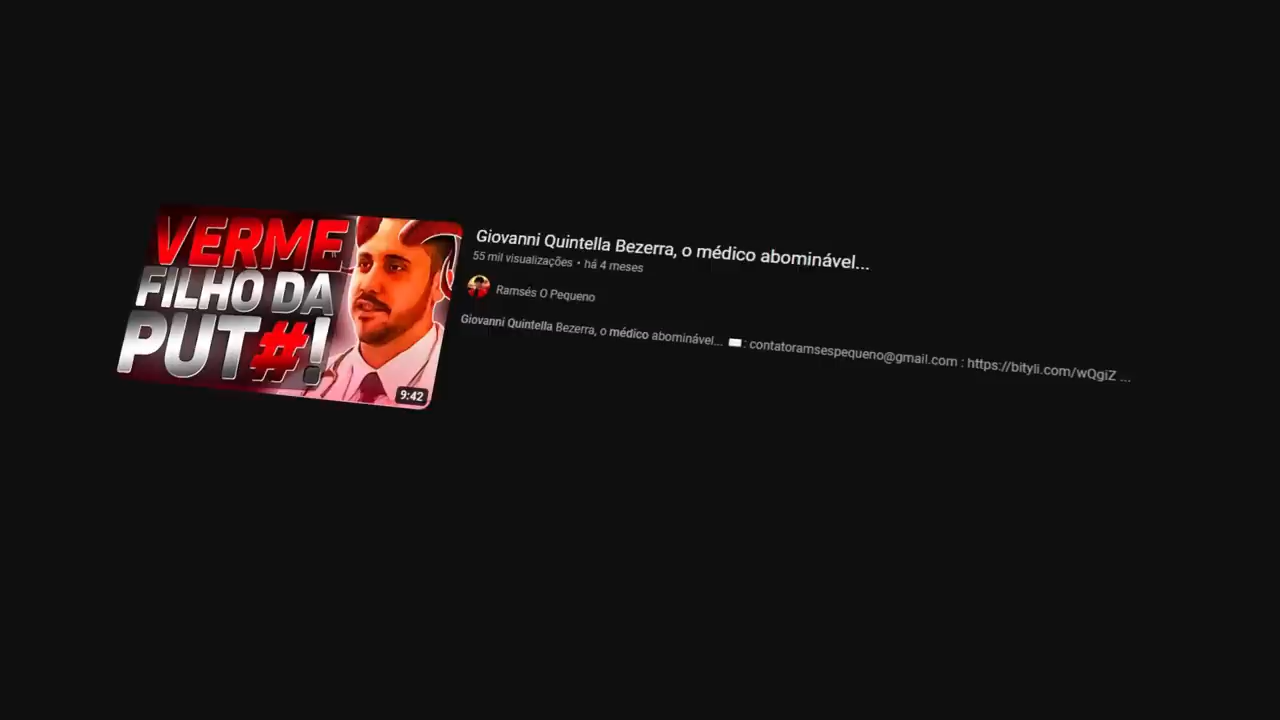 VERME
FILHO DA
PUT#!
9:42
Giovanni Quintella Bezerra, o médico abominável...
55 mil visualizações • há 4 meses
Ramsés O Pequeno
Giovanni Quintella Bezerra, o médico abominável... ✉️: contatoramsespequeno@gmail.com : https://bityli.com/wQgiZ ...